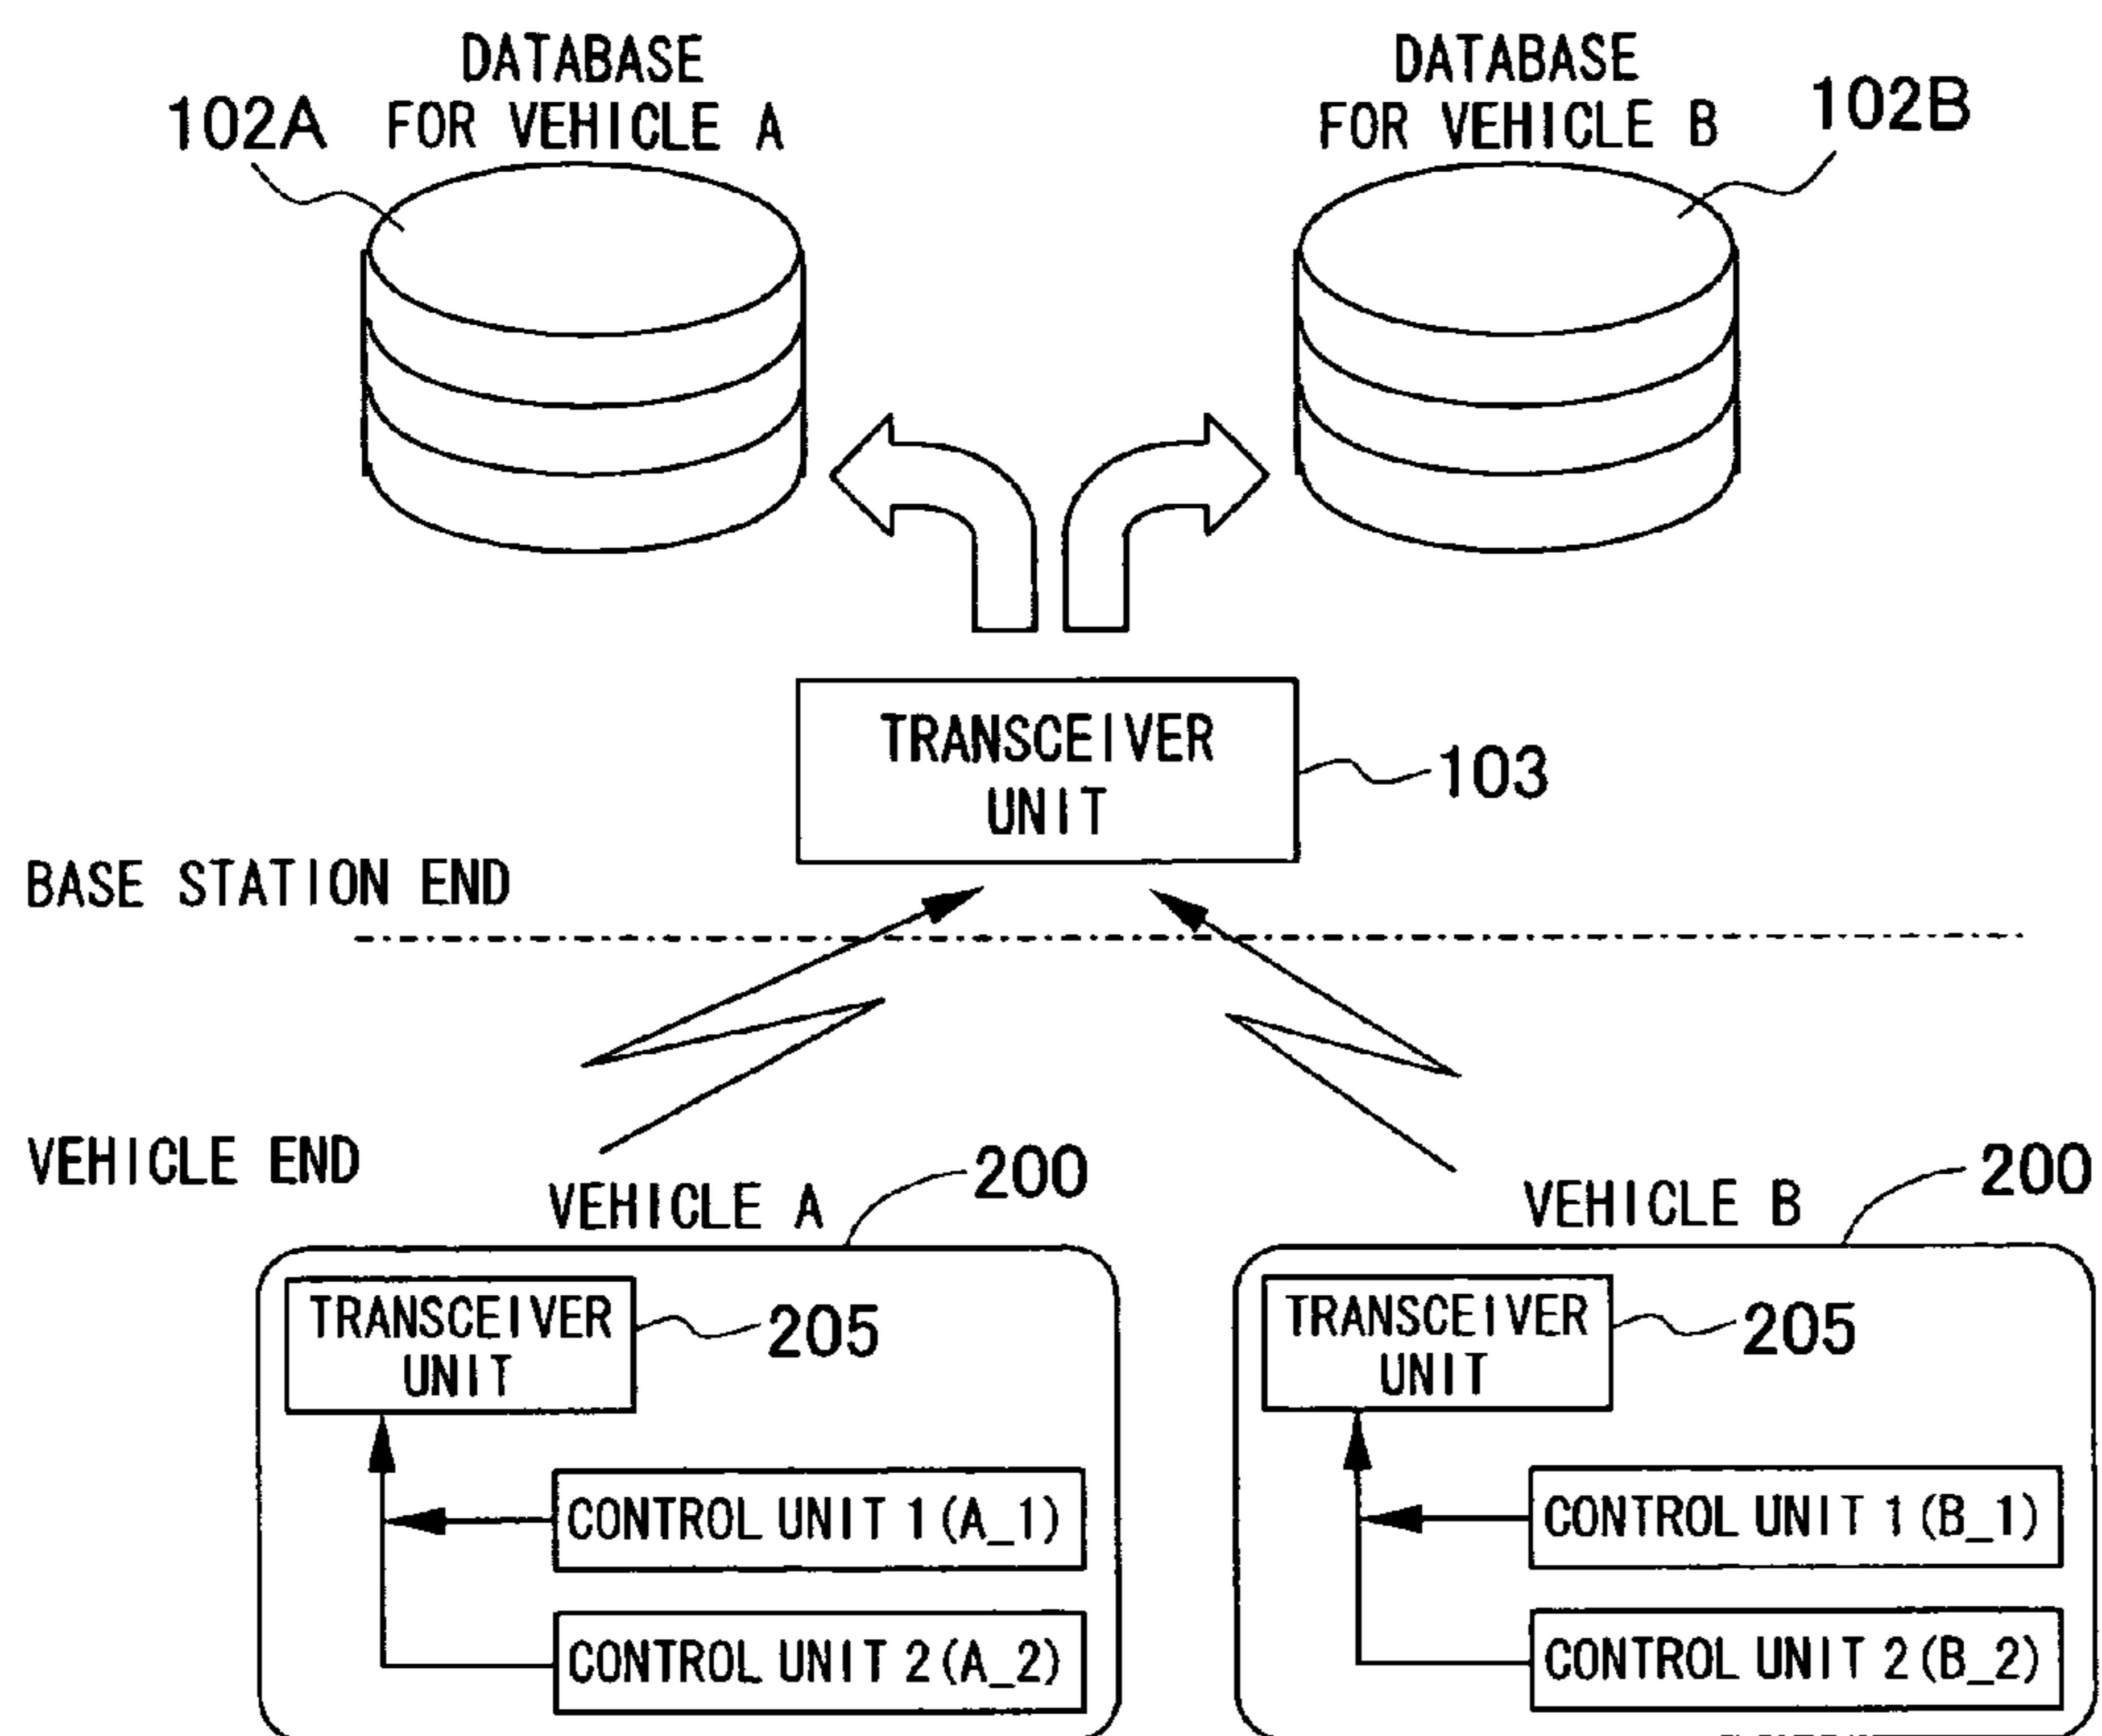 DATABASE
FOR VEHICLE A
102A
DATABASE
FOR VEHICLE B
102B
TRANSCEIVER
UNIT
103
BASE STATION END
VEHICLE END
VEHICLE A
200
TRANSCEIVER
UNIT
205
CONTROL UNIT 1(A_1)
CONTROL UNIT 2(A_2)
VEHICLE B
200
TRANSCEIVER
UNIT
205
CONTROL UNIT 1(B_1)
CONTROL UNIT 2(B_2)